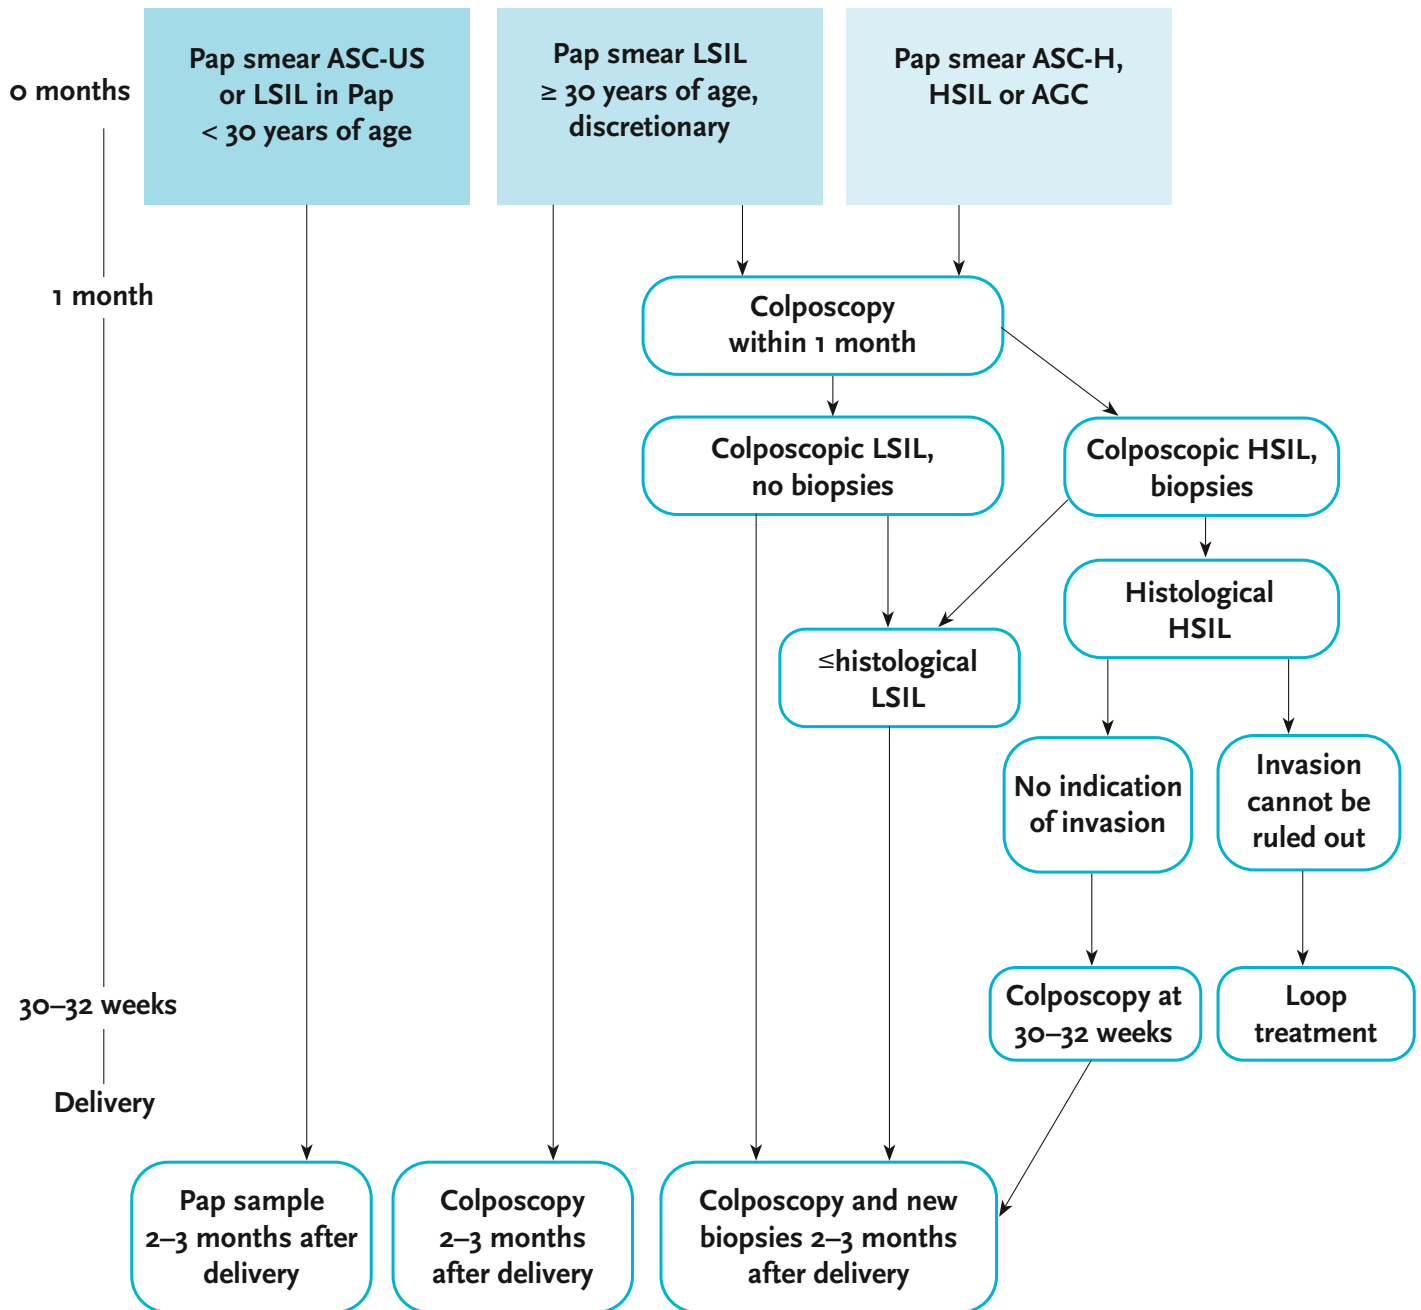 0 months
Pap smear ASC-US
or LSIL in Pap
< 30 years of age
Pap smear LSIL
≥ 30 years of age,
discretionary
Pap smear ASC-H,
HSIL or AGC
1 month
Colposcopy
within 1 month
Colposcopic LSIL,
no biopsies
Colposcopic HSIL,
biopsies
Histological
HSIL
≤histological
LSIL
No indication
of invasion
Invasion
cannot be
ruled out
30–32 weeks
Colposcopy at
30–32 weeks
Loop
treatment
Delivery
Pap sample
2–3 months after
delivery
Colposcopy
2–3 months
after delivery
Colposcopy and new
biopsies 2–3 months
after delivery